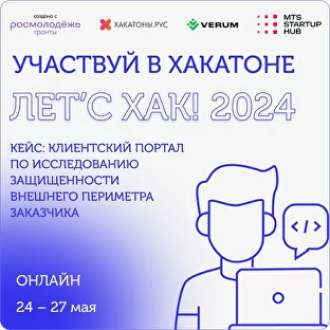 создано с
росмолодёжь
гранты
ХАКАТОНЫ.РУС
VERUM
MTS
STARTUP
HUB
УЧАСТВУЙ В ХАКАТОНЕ
ЛЕТ’С ХАК! 2024
КЕЙС: КЛИЕНТСКИЙ ПОРТАЛ
ПО ИССЛЕДОВАНИЮ
ЗАЩИЩЕННОСТИ
ВНЕШНЕГО ПЕРИМЕТРА
ЗАКАЗЧИКА
</>
ОНЛАЙН
24 – 27 мая